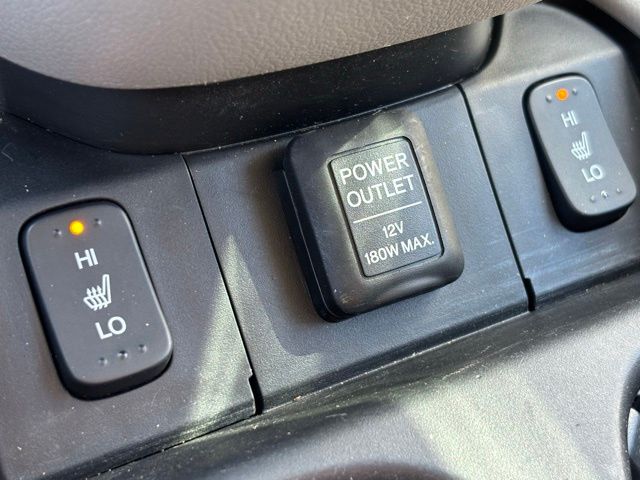 HI
LO
POWER
OUTLET
12V
180W MAX.
HI
LO